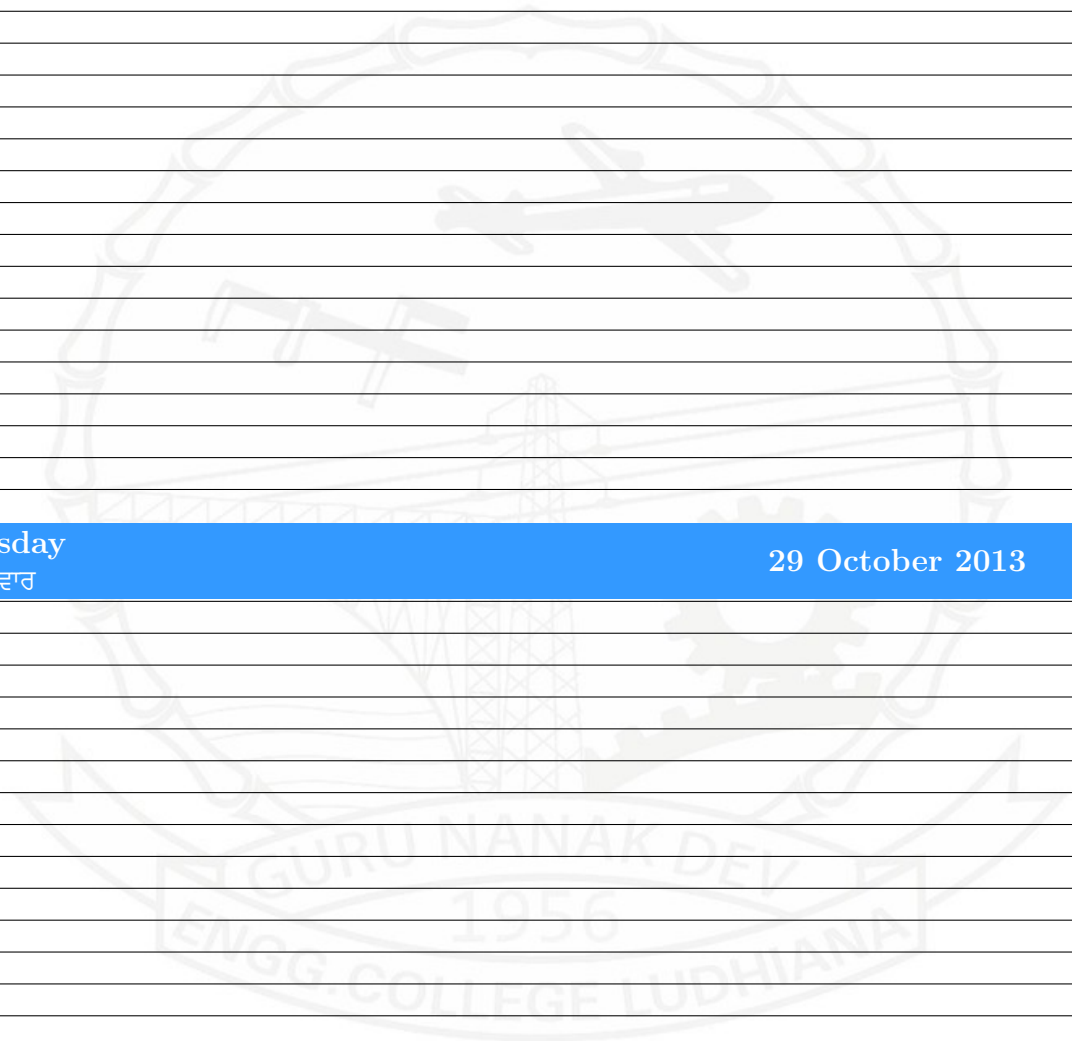 sday
ਵਾਰ
29 October 2013
GURU NANAK DEV
1956
ENGG. COLLEGE LUDHIANA